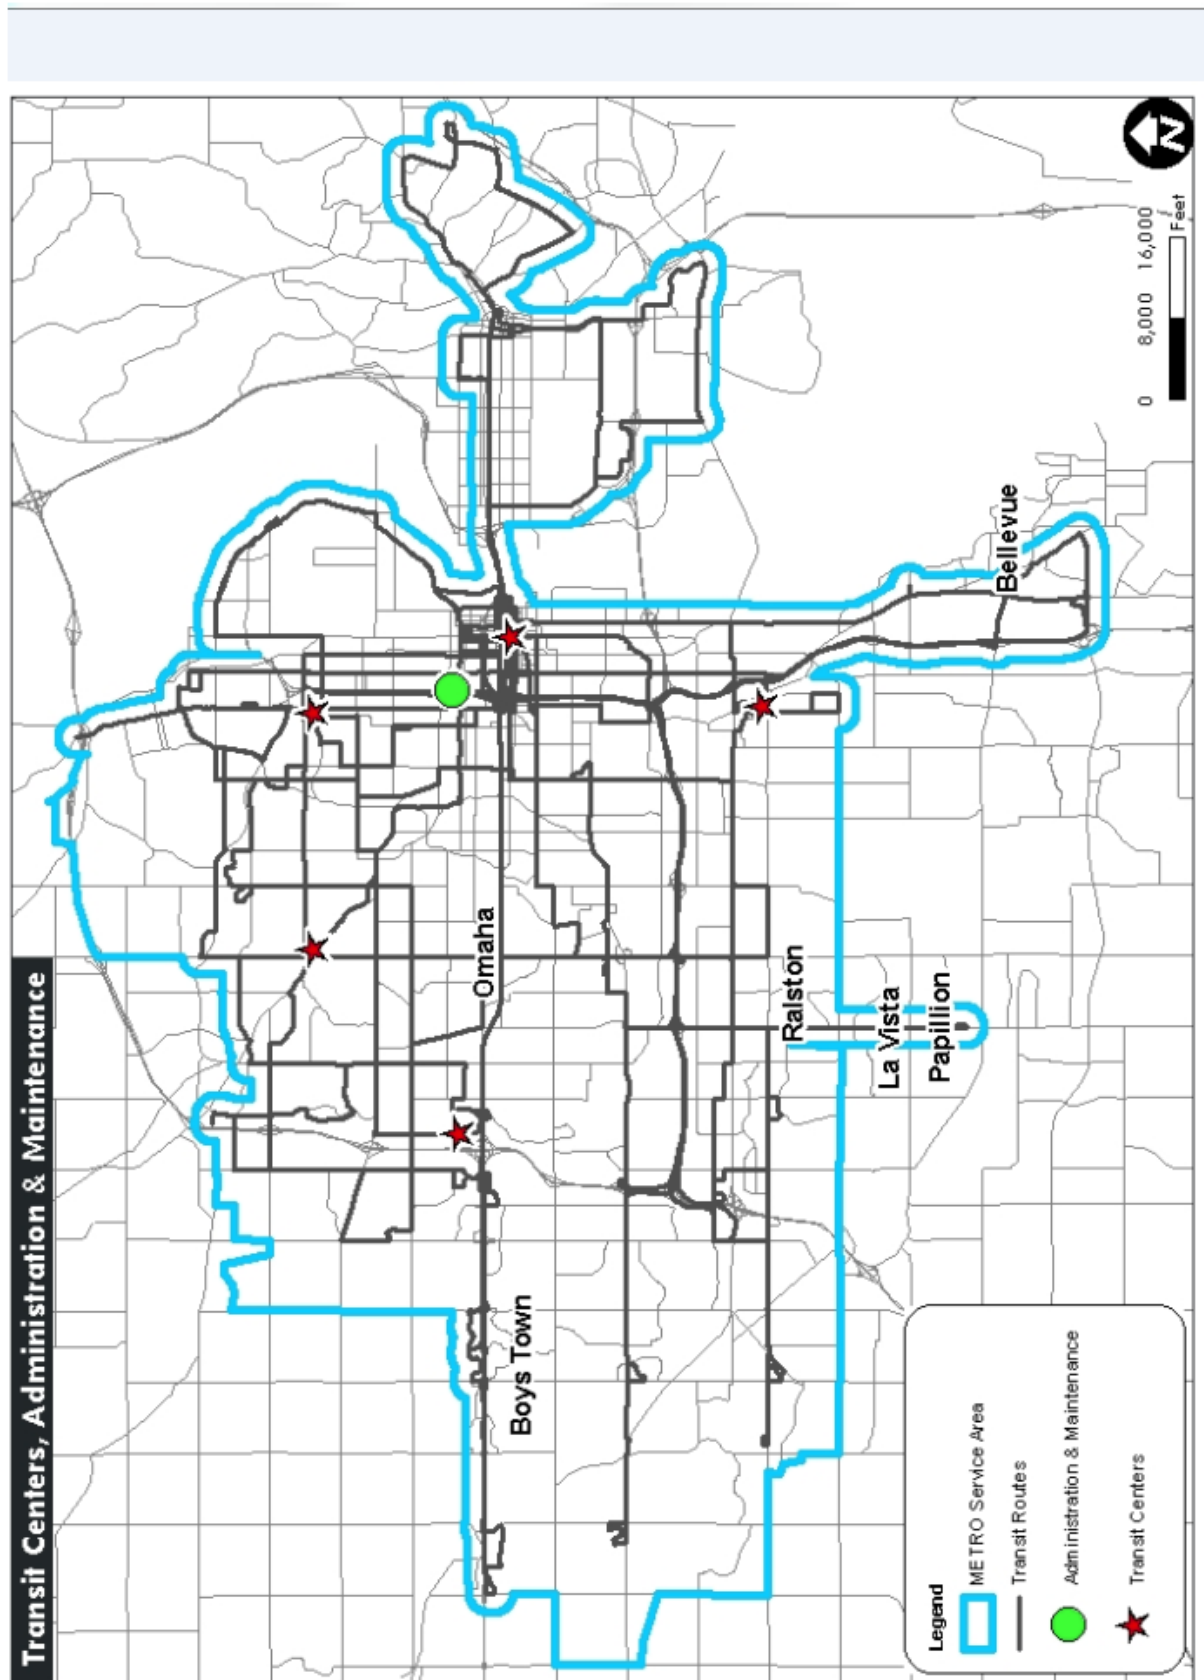 Transit Centers, Administration & Maintenance
Omaha
Boys Town
Ralston
La Vista
Papillion
Bellevue
Legend
METRO Service Area
Transit Routes
Administration & Maintenance
Transit Centers
0 8,000 16,000
Feet
N